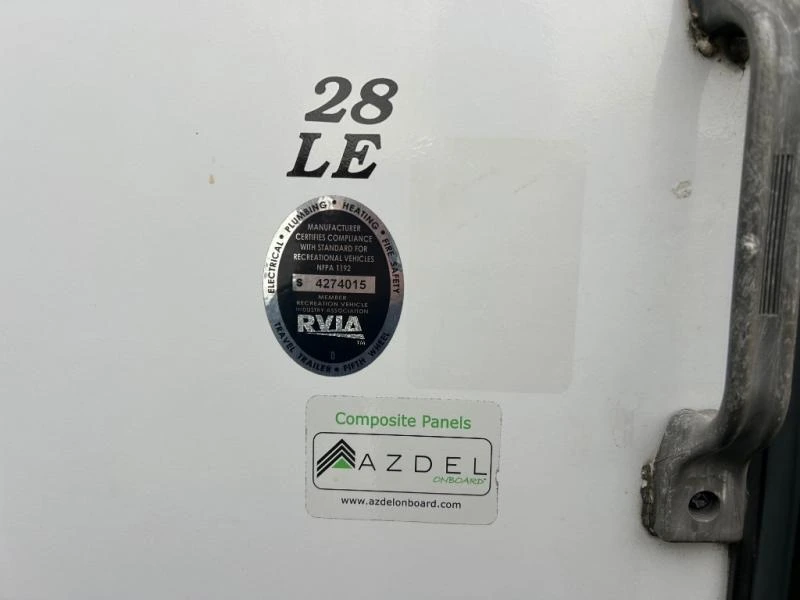 28
LE
ELECTRICAL • PLUMBING • HEATING • FIRE SAFETY
MANUFACTURER
CERTIFIES COMPLIANCE
WITH STANDARD FOR
RECREATIONAL VEHICLES
NFPA 1192
S 4274015
MEMBER
RECREATION VEHICLE
INDUSTRY ASSOCIATION
RVIA
TM
TRAVEL TRAILER • FIFTH WHEEL
Composite Panels
AZDEL
ONBOARD®
www.azdelonboard.com